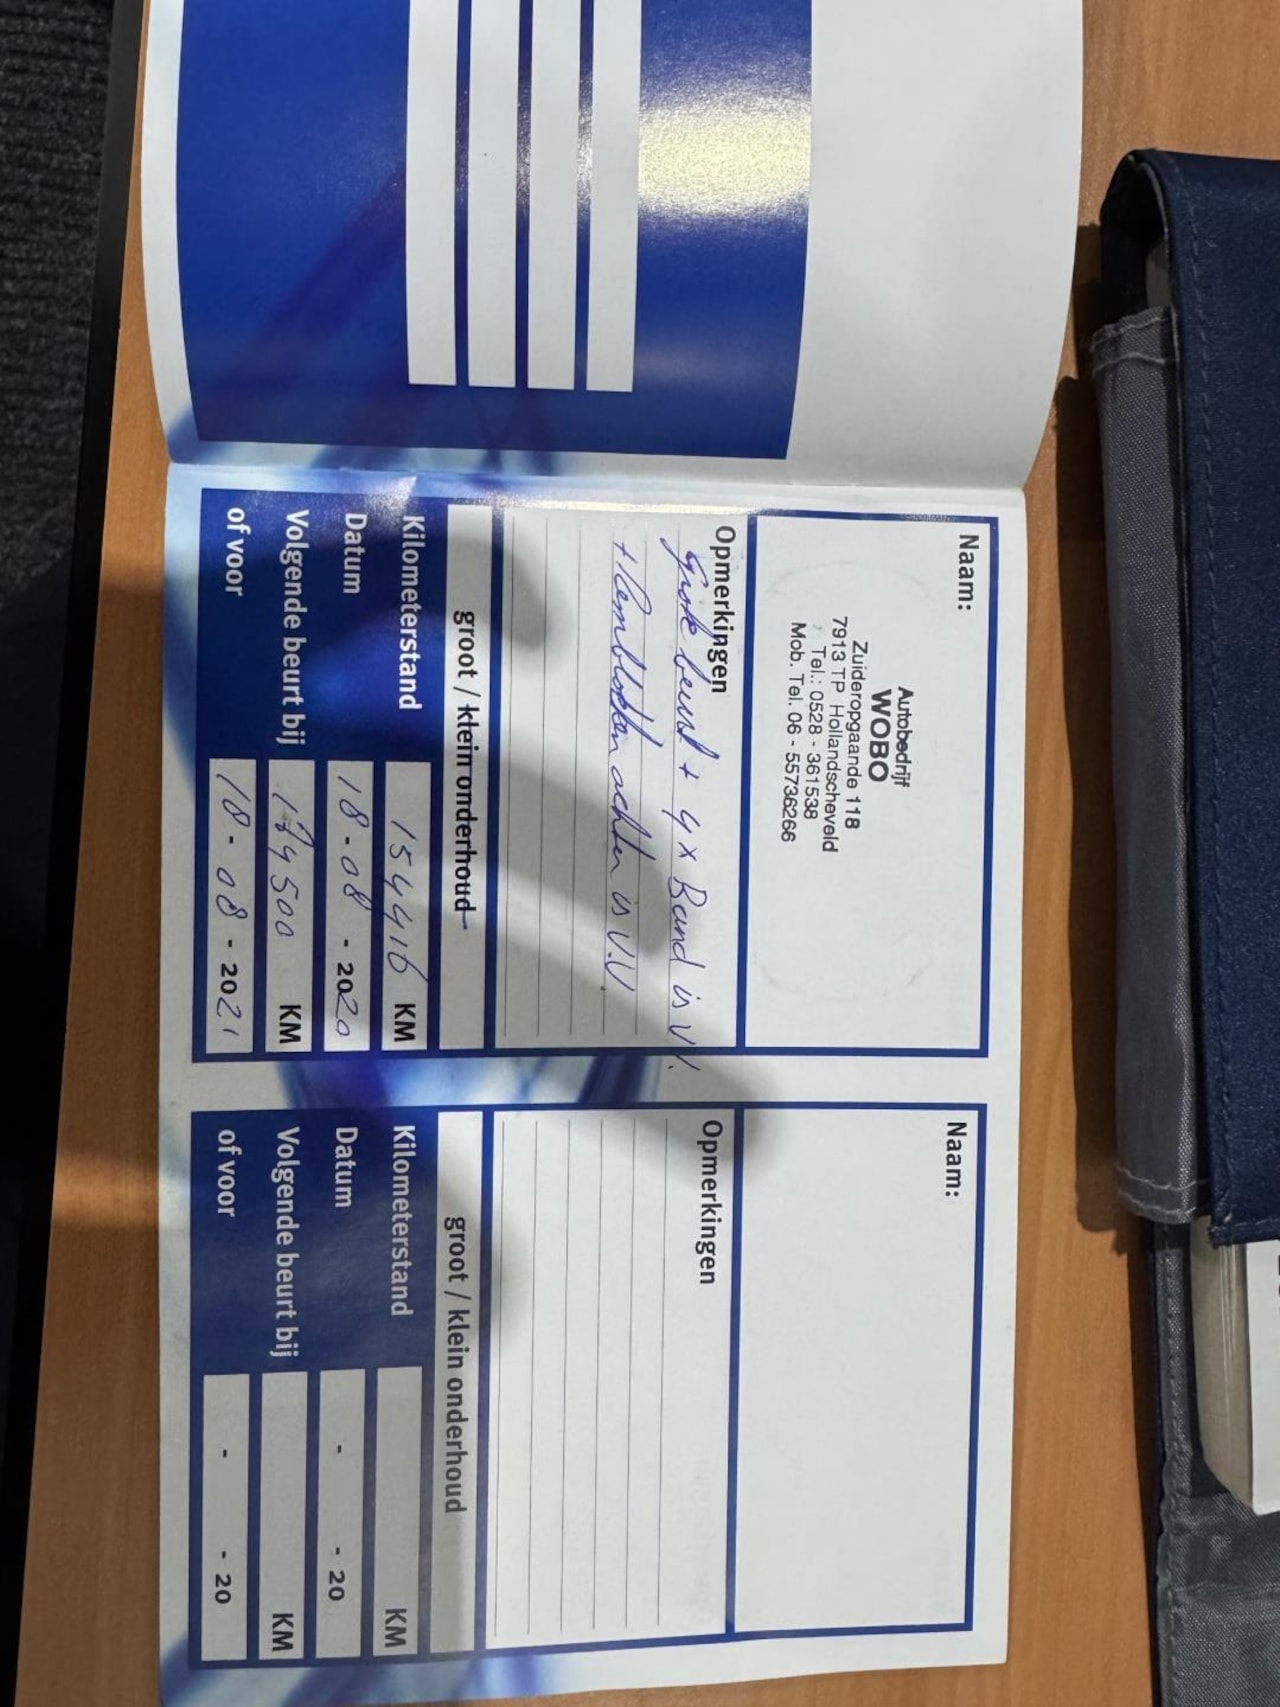 Naam:
Autobedrijf
WOBO
Zuideropgaande 118
7913 TP Hollandscheveld
Tel.: 0528 - 361538
Mob. Tel. 06 - 55736266
Opmerkingen
Grote beurt + 4x Band is V.V.
+ Remblokken achter is V.V.
groot / klein onderhoud
Kilometerstand 154416 KM
Datum 18-08-2020
Volgende beurt bij 174500 KM
of voor 18-08-2021
Naam:
Opmerkingen
groot / klein onderhoud
Kilometerstand KM
Datum - - 20
Volgende beurt bij KM
of voor - - 20